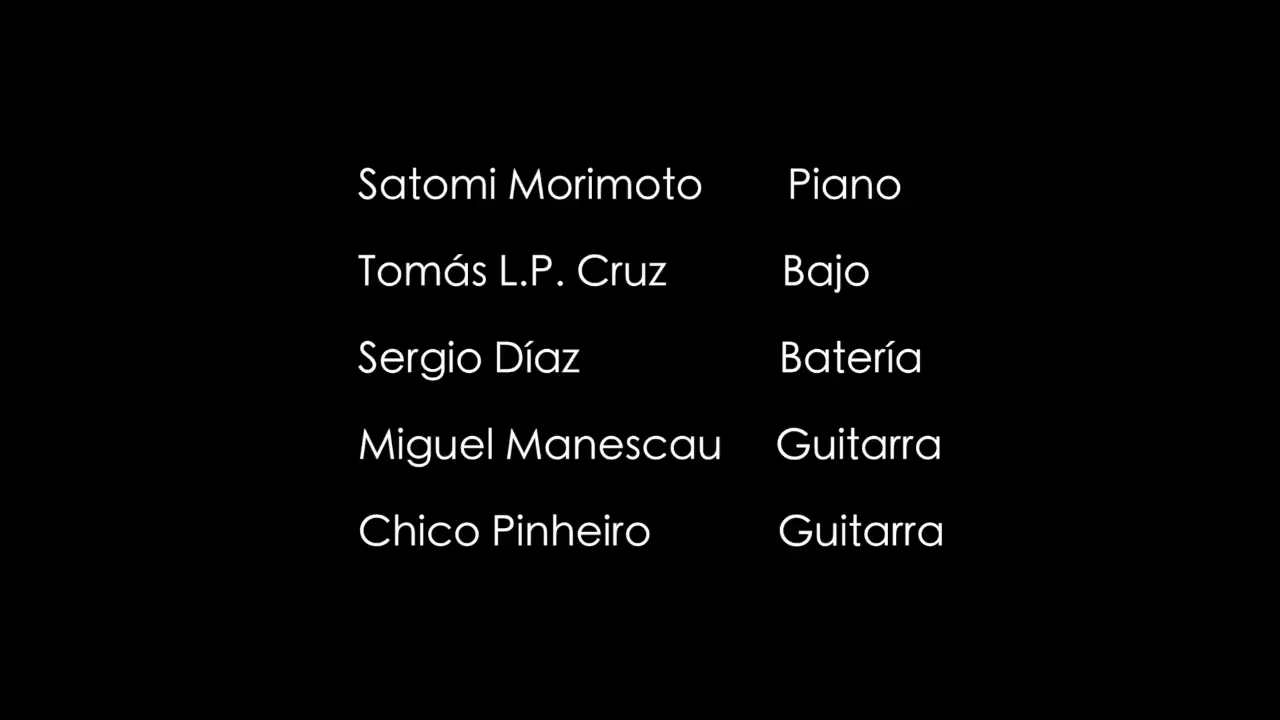 Satomi Morimoto Piano
Tomás L.P. Cruz Bajo
Sergio Díaz Batería
Miguel Manescau Guitarra
Chico Pinheiro Guitarra